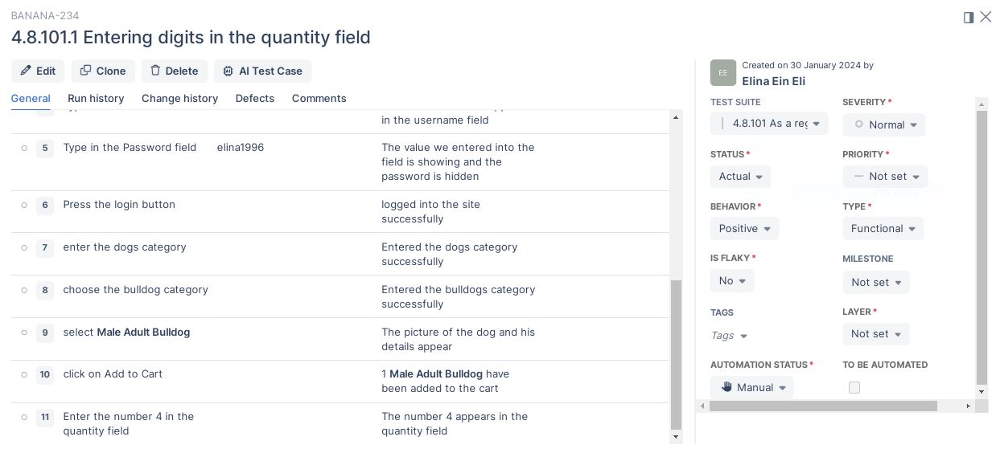 BANANA-234
4.8.101.1 Entering digits in the quantity field
Edit Clone Delete AI Test Case
General Run history Change history Defects Comments
in the username field
5 Type in the Password field elina1996 The value we entered into the
field is showing and the
password is hidden
6 Press the login button logged into the site
successfully
7 enter the dogs category Entered the dogs category
successfully
8 choose the bulldog category Entered the bulldogs category
successfully
9 select Male Adult Bulldog The picture of the dog and his
details appear
10 click on Add to Cart 1 Male Adult Bulldog have
been added to the cart
11 Enter the number 4 in the The number 4 appears in the
quantity field quantity field
EE Created on 30 January 2024 by
Elina Ein Eli
TEST SUITE SEVERITY*
4.8.101 As a reg Normal
STATUS* PRIORITY*
Actual Not set
BEHAVIOR* TYPE*
Positive Functional
IS FLAKY* MILESTONE
No Not set
TAGS LAYER*
Tags Not set
AUTOMATION STATUS* TO BE AUTOMATED
Manual